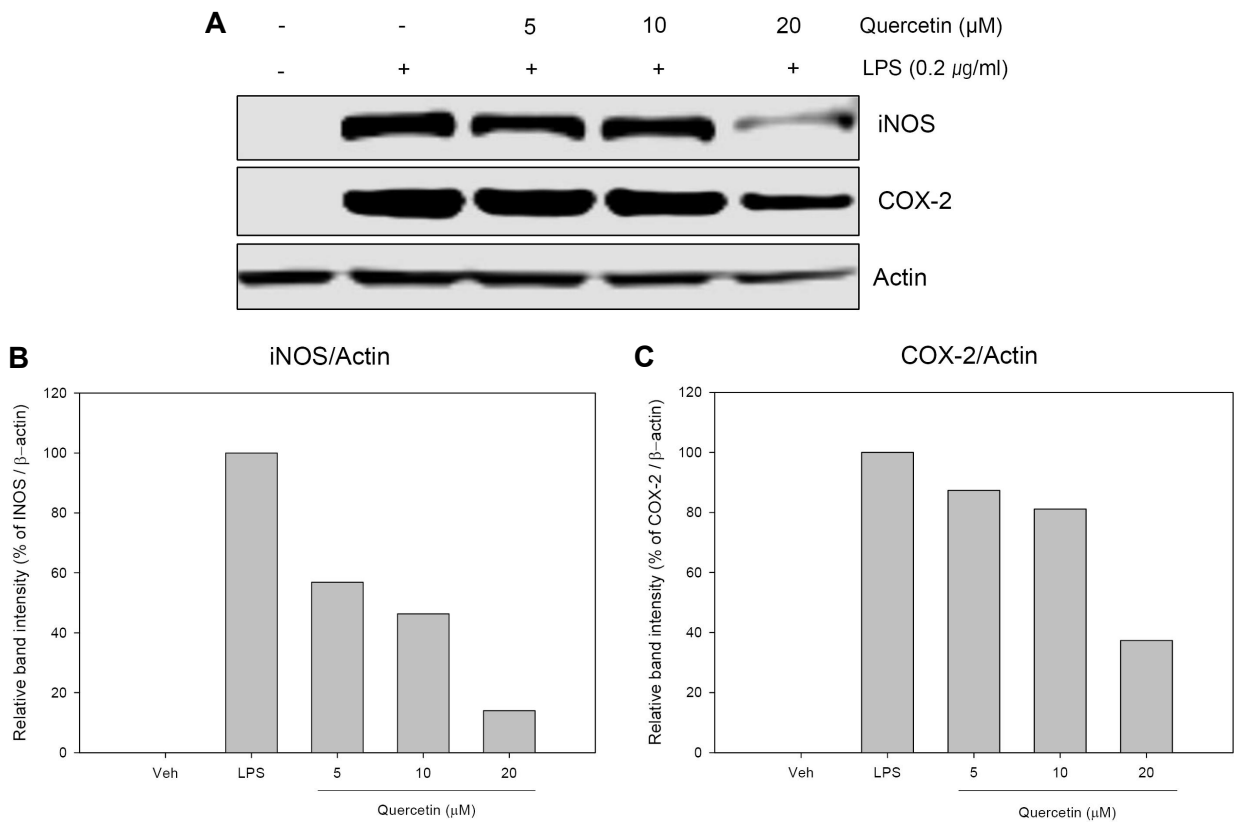 A - - 5 10 20 Quercetin (µM)
- + + + + LPS (0.2 ㎍/ml)
iNOS
COX-2
Actin
B iNOS/Actin
Relative band intensity (% of INOS / β−actin)
120
100
80
60
40
20
0
Veh LPS 5 10 20
Quercetin (µM)
C COX-2/Actin
Relative band intensity (% of COX-2 / β−actin)
120
100
80
60
40
20
0
Veh LPS 5 10 20
Quercetin (µM)